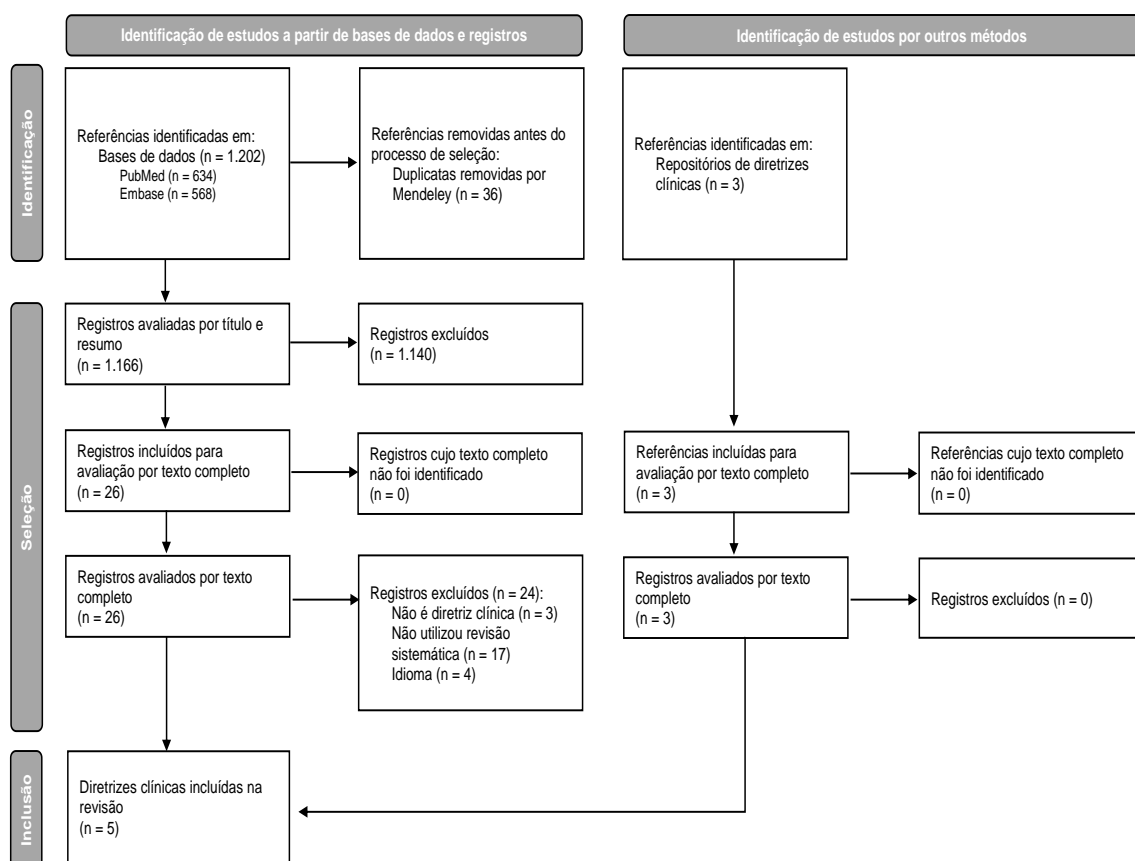 Identificação de estudos a partir de bases de dados e registros
Identificação de estudos por outros métodos
Identificação
Referências identificadas em:
Bases de dados (n = 1.202)
PubMed (n = 634)
Embase (n = 568)
Referências removidas antes do
processo de seleção:
Duplicatas removidas por
Mendeley (n = 36)
Referências identificadas em:
Repositórios de diretrizes
clínicas (n = 3)
Seleção
Registros avaliadas por título e
resumo
(n = 1.166)
Registros excluídos
(n = 1.140)
Registros incluídos para
avaliação por texto completo
(n = 26)
Registros cujo texto completo
não foi identificado
(n = 0)
Referências incluídas para
avaliação por texto completo
(n = 3)
Referências cujo texto completo
não foi identificado
(n = 0)
Registros avaliados por texto
completo
(n = 26)
Registros excluídos (n = 24):
Não é diretriz clínica (n = 3)
Não utilizou revisão
sistemática (n = 17)
Idioma (n = 4)
Registros avaliados por texto
completo
(n = 3)
Registros excluídos (n = 0)
Inclusão
Diretrizes clínicas incluídas na
revisão
(n = 5)